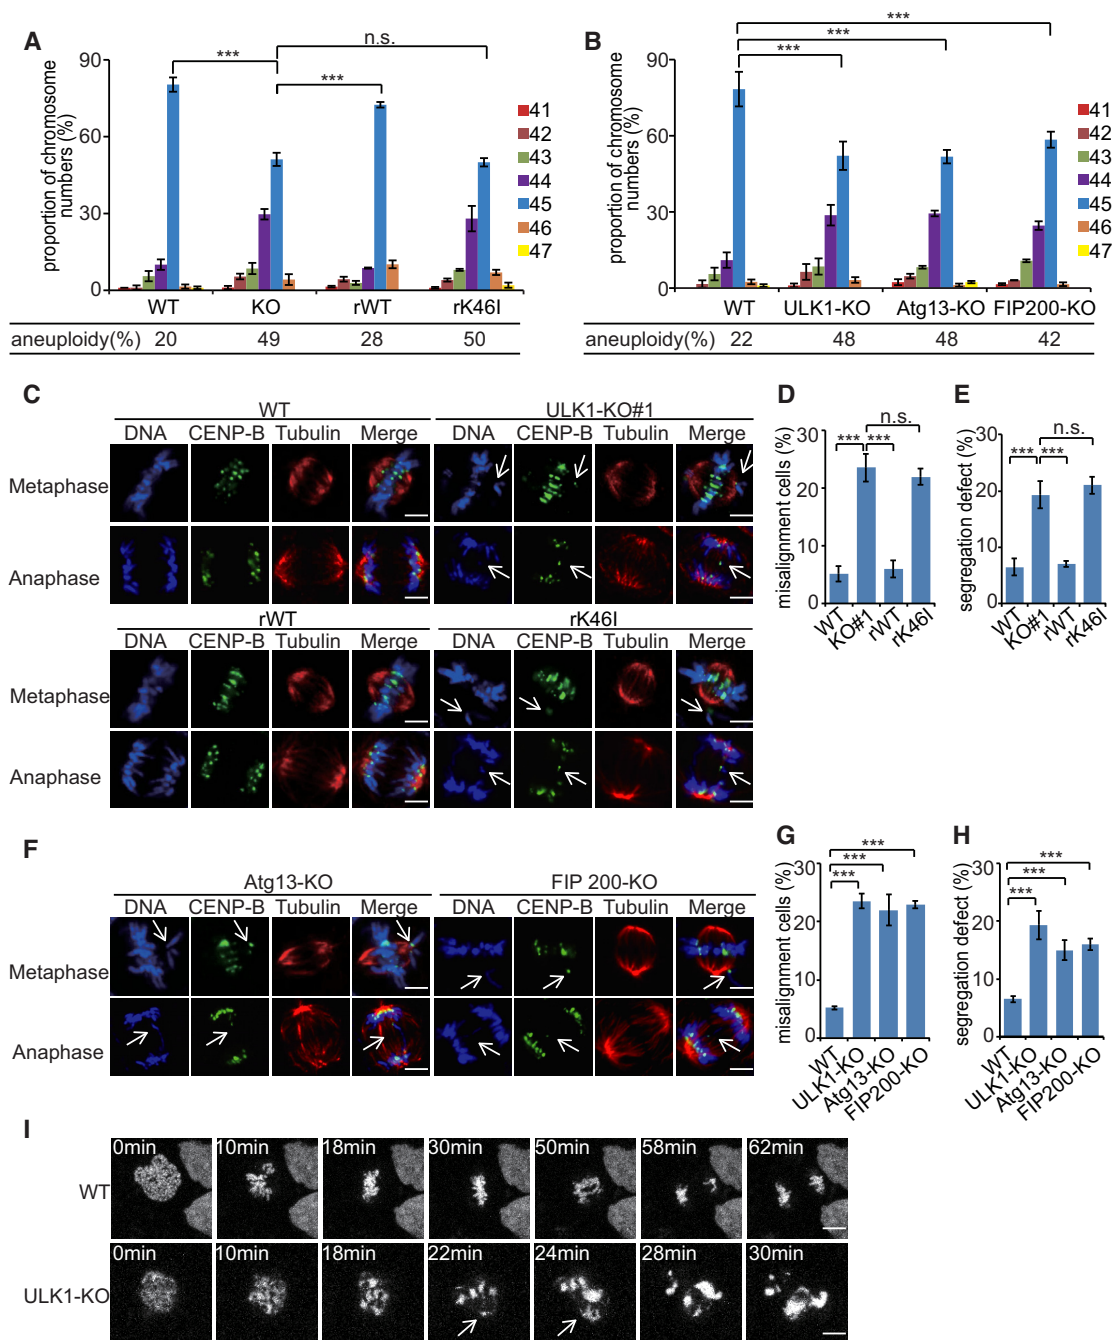 A
proportion of chromosome
numbers (%)
90
60
30
0
***
***
n.s.
41
42
43
44
45
46
47
WT KO rWT rK46I
aneuploidy(%) 20 49 28 50
B
proportion of chromosome
numbers (%)
90
60
30
0
***
***
***
41
42
43
44
45
46
47
WT ULK1-KO Atg13-KO FIP200-KO
aneuploidy(%) 22 48 48 42
C
WT ULK1-KO#1
DNA CENP-B Tubulin Merge DNA CENP-B Tubulin Merge
Metaphase
Anaphase
rWT rK46I
DNA CENP-B Tubulin Merge DNA CENP-B Tubulin Merge
Metaphase
Anaphase
D
misalignment cells (%)
30
20
10
0
n.s.
*** ***
WT KO#1 rWT rK46I
E
segregation defect (%)
30
20
10
0
n.s.
*** ***
WT KO#1 rWT rK46I
F
Atg13-KO FIP 200-KO
DNA CENP-B Tubulin Merge DNA CENP-B Tubulin Merge
Metaphase
Anaphase
G
misalignment cells (%)
30
20
10
0
***
***
***
WT ULK1-KO Atg13-KO FIP200-KO
H
segregation defect (%)
30
20
10
0
***
***
***
WT ULK1-KO Atg13-KO FIP200-KO
I
WT
0min 10min 18min 30min 50min 58min 62min
ULK1-KO
0min 10min 18min 22min 24min 28min 30min